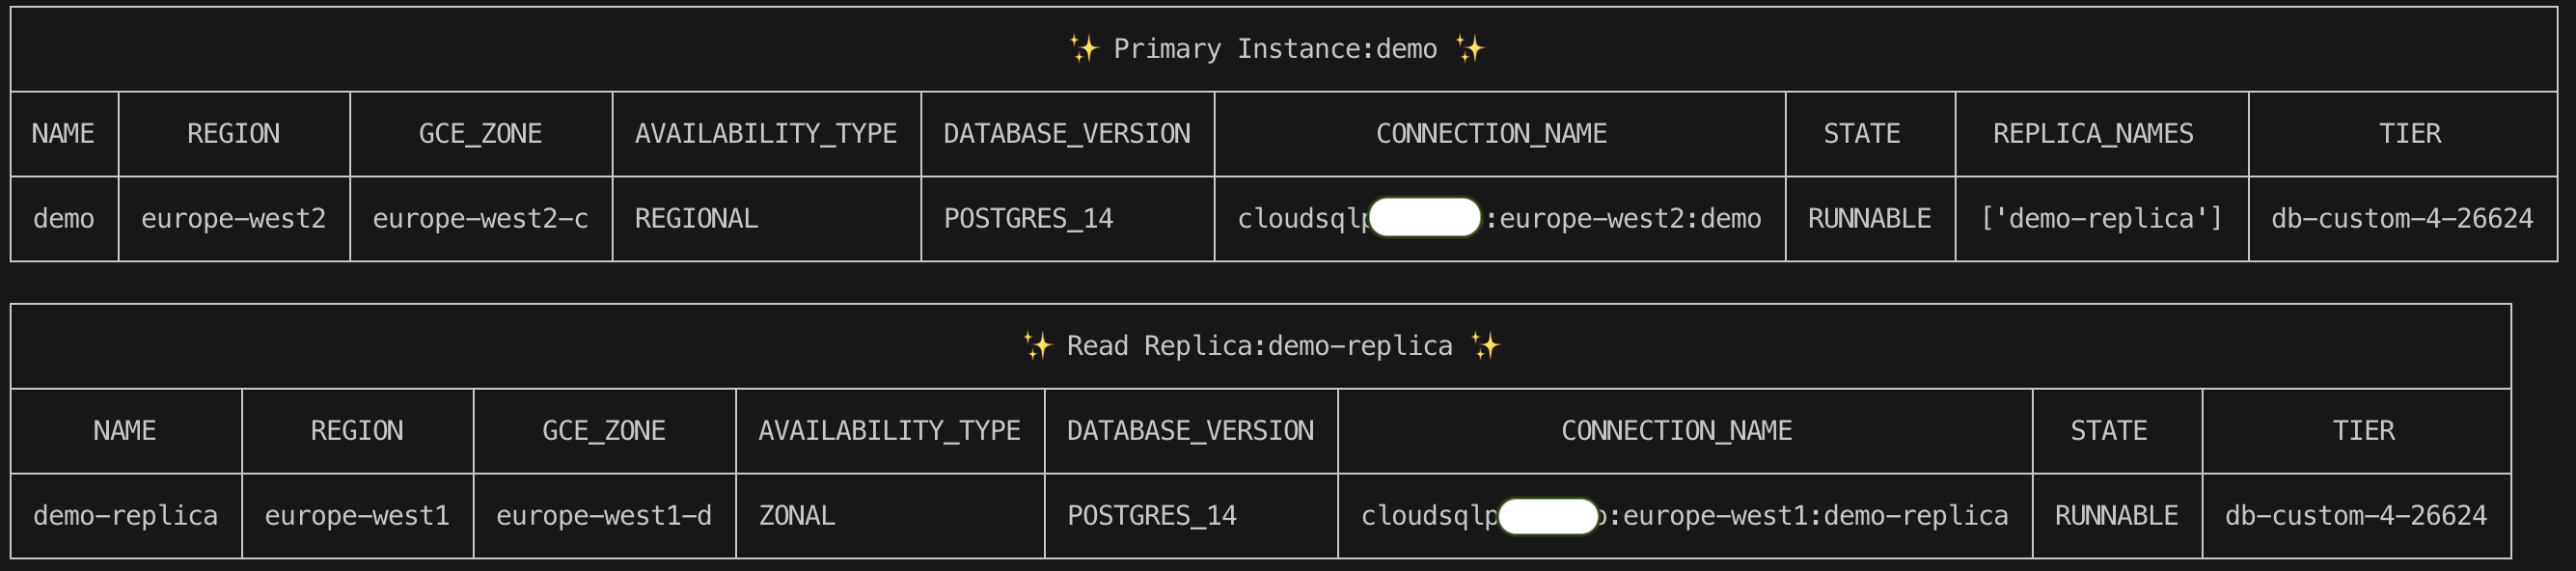 ✨ Primary Instance:demo ✨
NAME REGION GCE_ZONE AVAILABILITY_TYPE DATABASE_VERSION CONNECTION_NAME STATE REPLICA_NAMES TIER
demo europe-west2 europe-west2-c REGIONAL POSTGRES_14 cloudsqlp :europe-west2:demo RUNNABLE ['demo-replica'] db-custom-4-26624
✨ Read Replica:demo-replica ✨
NAME REGION GCE_ZONE AVAILABILITY_TYPE DATABASE_VERSION CONNECTION_NAME STATE TIER
demo-replica europe-west1 europe-west1-d ZONAL POSTGRES_14 cloudsqlp :europe-west1:demo-replica RUNNABLE db-custom-4-26624